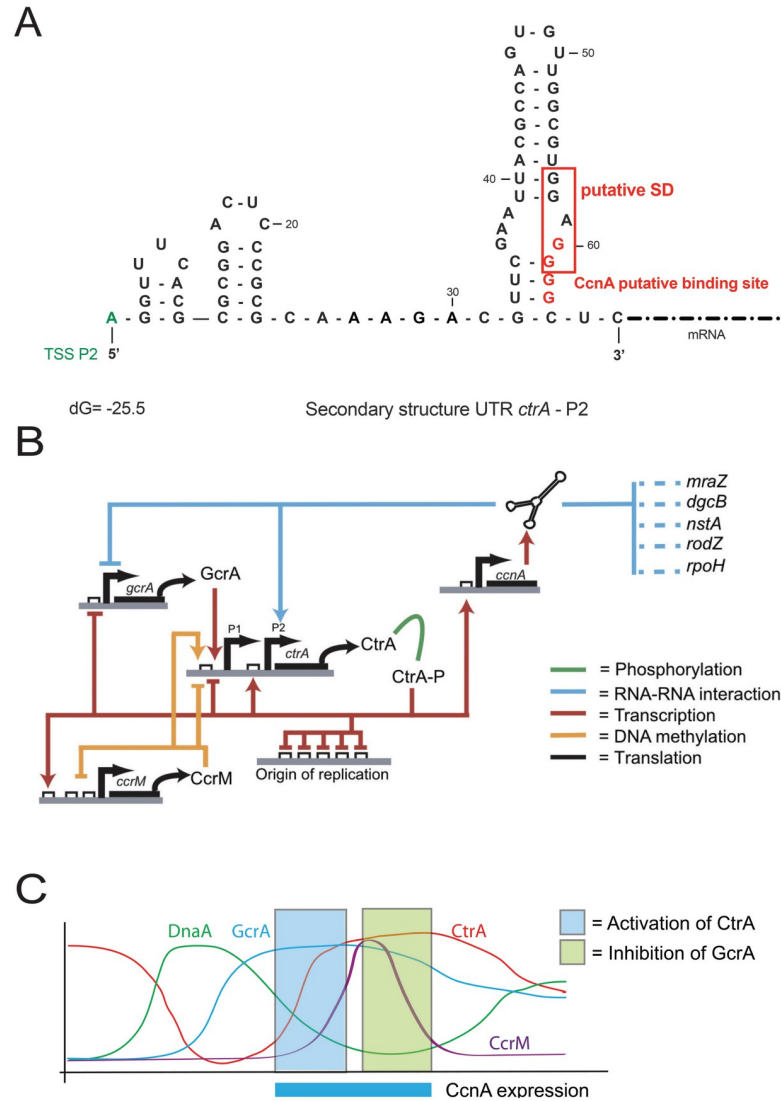 A
U G
G U – 50
A - U
C - G
C - G
G - C
C - G
A - U
40 – U - G
U - G
putative SD
A A
A
G G – 60
C - G
U - G
U - G
CcnA putative binding site
C U
A C – 20
U G - C
U C G - C
U A C - G
G C G - C
30
A - G - G — C - G - C - A - A - A - G - A - C - G - C - U - C
mRNA
TSS P2 5'
3'
dG= -25.5 Secondary structure UTR ctrA - P2
B
mraZ
dgcB
nstA
rodZ
rpoH
ccnA
gcrA GcrA
P1 P2
ctrA CtrA
CtrA-P
ccrM CcrM
Origin of replication
= Phosphorylation
= RNA-RNA interaction
= Transcription
= DNA methylation
= Translation
C
DnaA GcrA CtrA
CcrM
= Activation of CtrA
= Inhibition of GcrA
CcnA expression